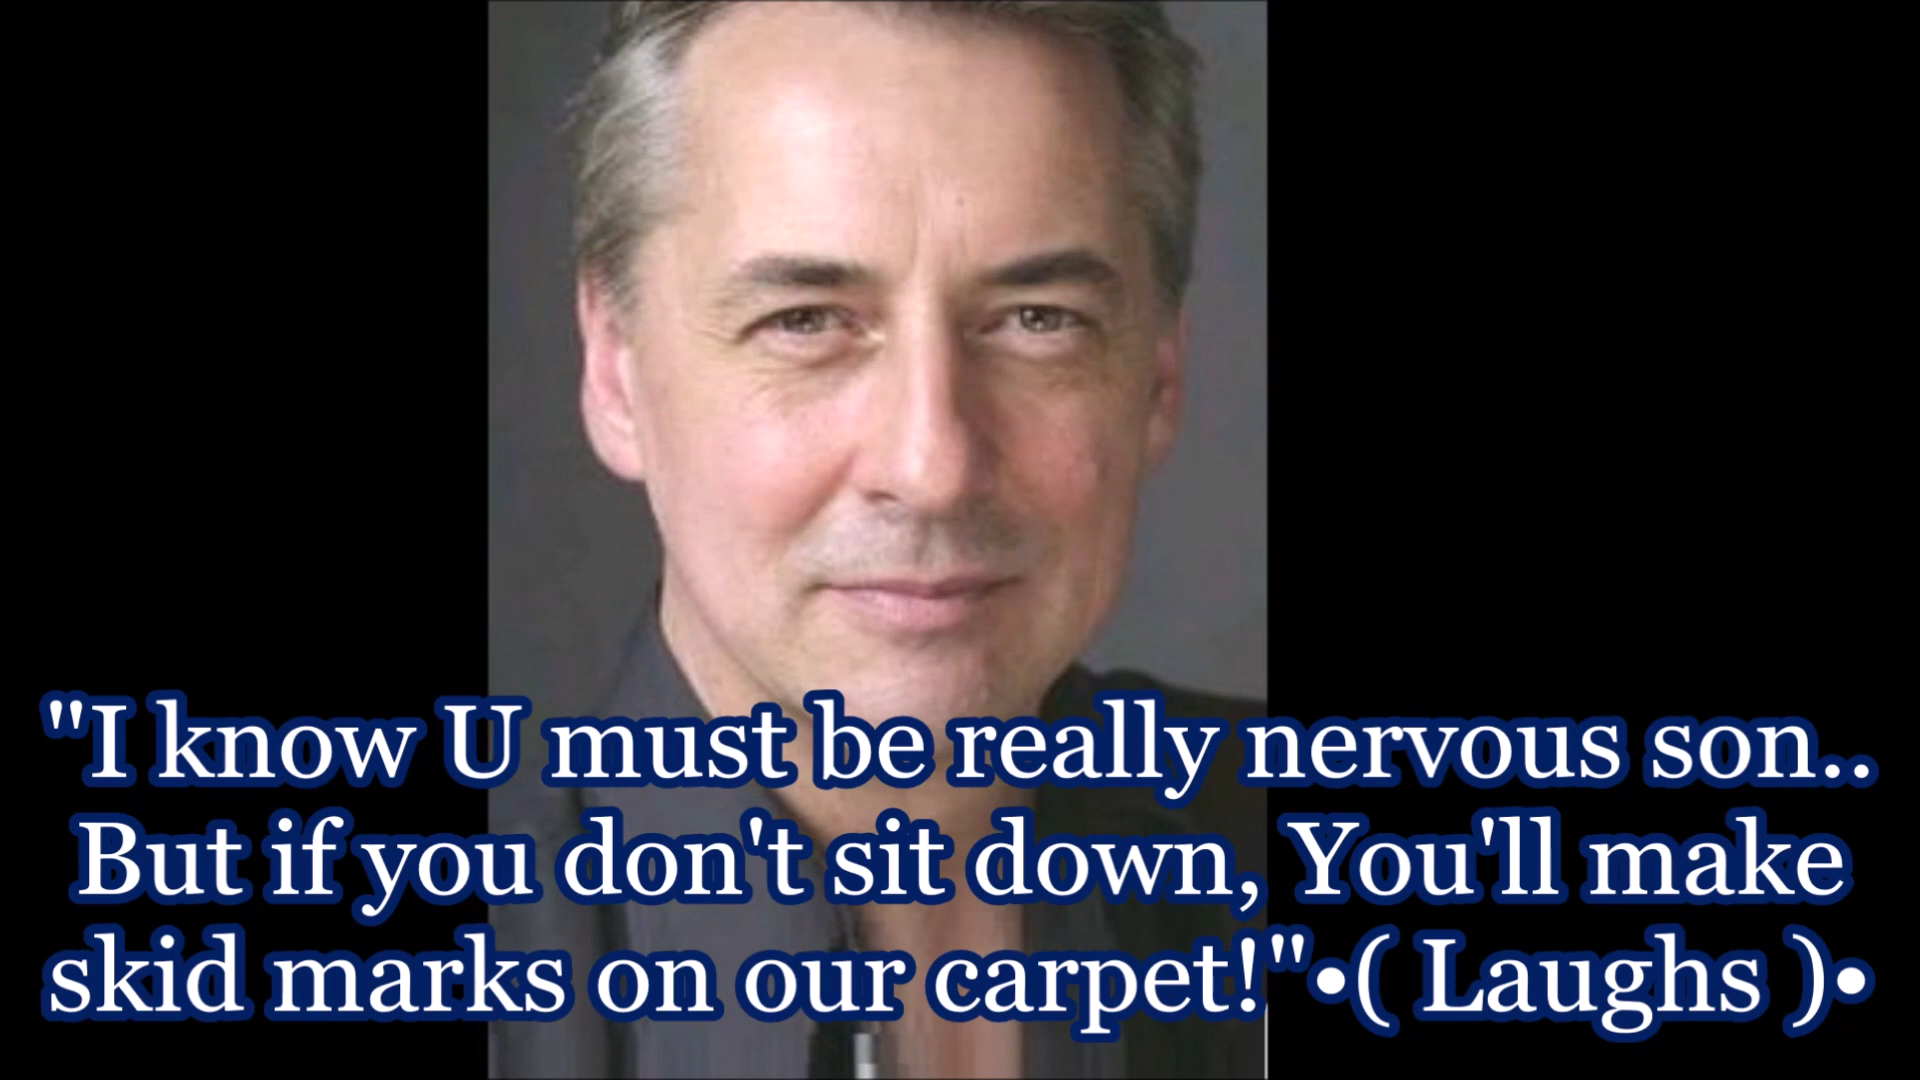 "I know U must be really nervous son..
But if you don't sit down, You'll make
skid marks on our carpet!"•( Laughs )•